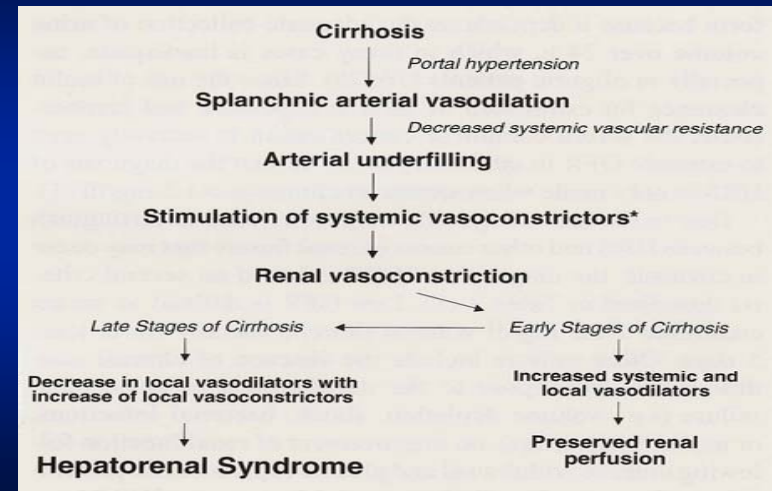 Cirrhosis
Portal hypertension
Splanchnic arterial vasodilation
Decreased systemic vascular resistance
Arterial underfilling
Stimulation of systemic vasoconstrictors*
Renal vasoconstriction
Late Stages of Cirrhosis
Early Stages of Cirrhosis
Decrease in local vasodilators with
increase of local vasoconstrictors
Increased systemic and
local vasodilators
Hepatorenal Syndrome
Preserved renal
perfusion